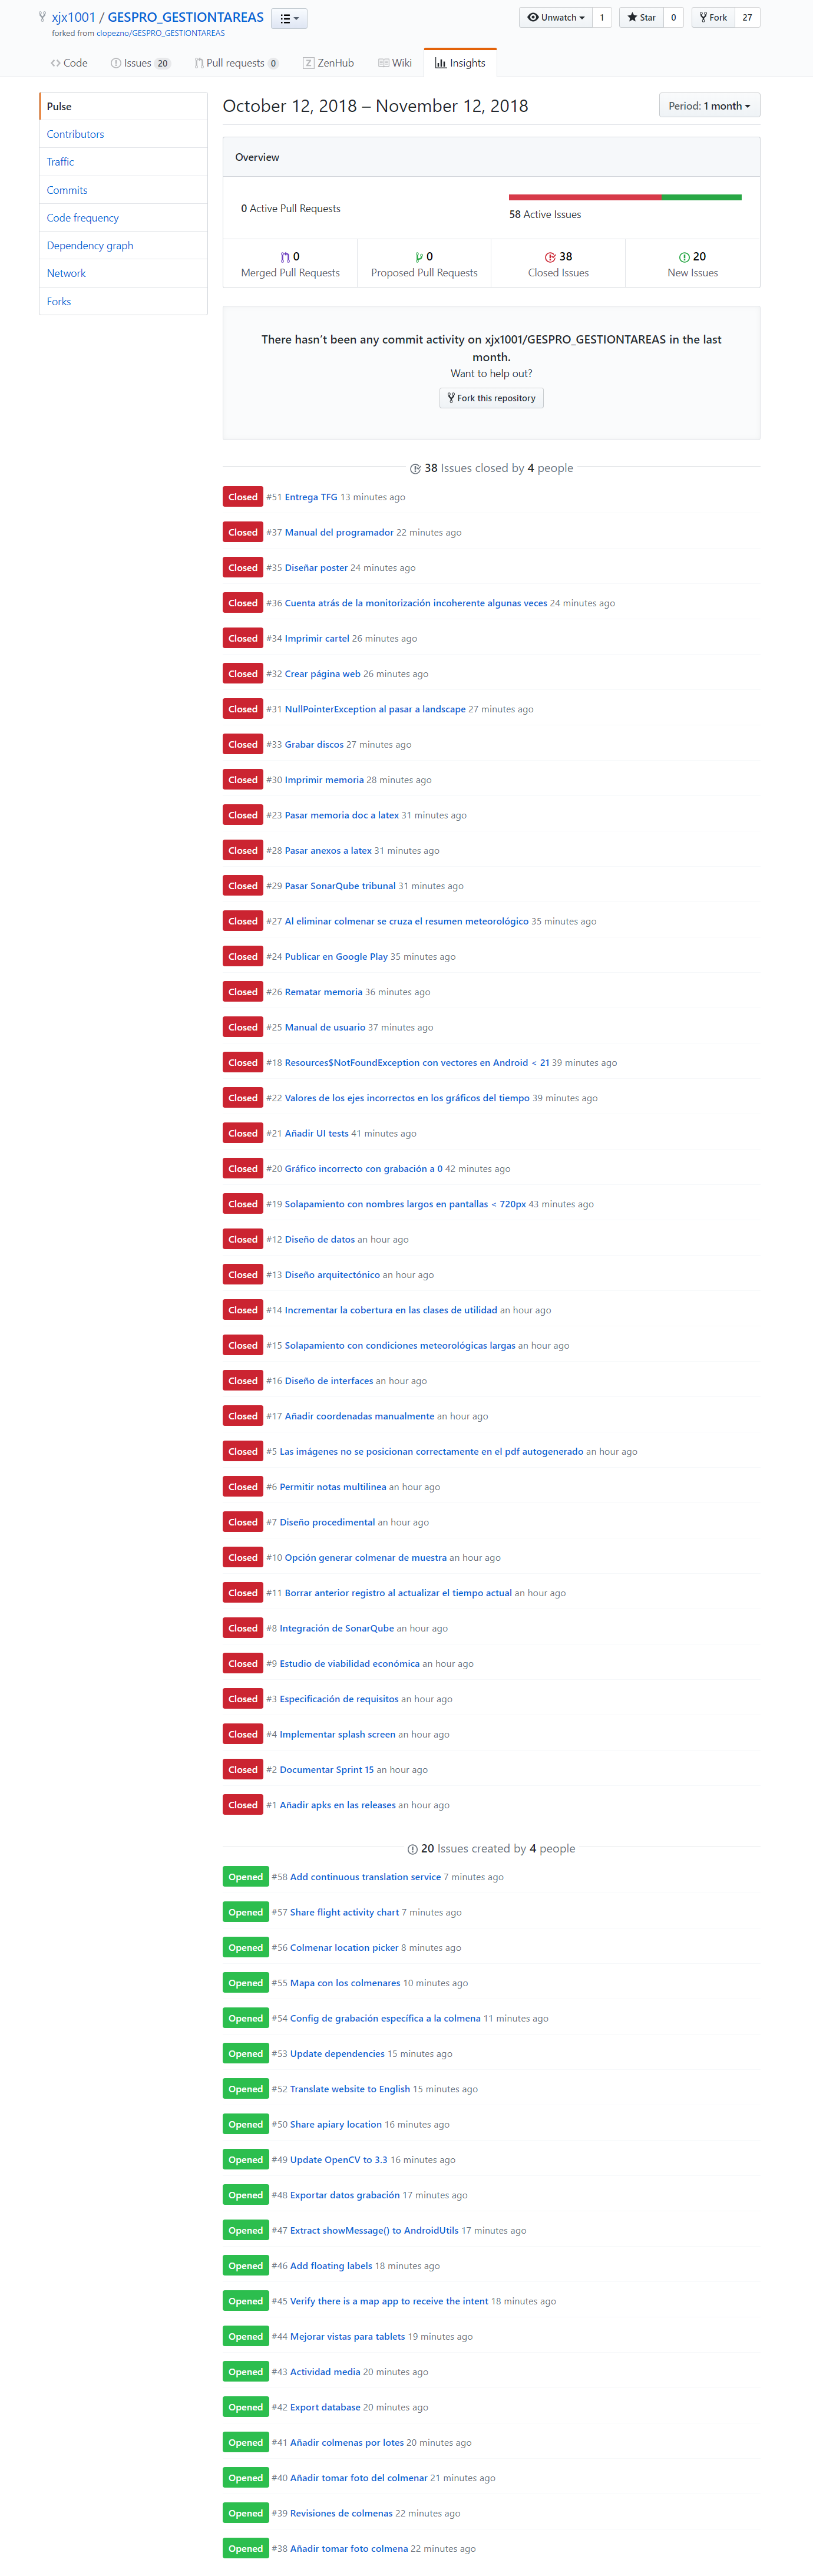 xjx1001 / GESPRO_GESTIONTAREAS
forked from clopezno/GESPRO_GESTIONTAREAS
Unwatch 1 Star 0 Fork 27
Code Issues 20 Pull requests 0 ZenHub Wiki Insights
Pulse
Contributors
Traffic
Commits
Code frequency
Dependency graph
Network
Forks
October 12, 2018 – November 12, 2018
Period: 1 month
Overview
0 Active Pull Requests
58 Active Issues
0 Merged Pull Requests
0 Proposed Pull Requests
38 Closed Issues
20 New Issues
There hasn't been any commit activity on xjx1001/GESPRO_GESTIONTAREAS in the last
month.
Want to help out?
Fork this repository
38 Issues closed by 4 people
Closed #51 Entrega TFG 13 minutes ago
Closed #37 Manual del programador 22 minutes ago
Closed #35 Diseñar poster 24 minutes ago
Closed #36 Cuenta atrás de la monitorización incoherente algunas veces 24 minutes ago
Closed #34 Imprimir cartel 26 minutes ago
Closed #32 Crear página web 26 minutes ago
Closed #31 NullPointerException al pasar a landscape 27 minutes ago
Closed #33 Grabar discos 27 minutes ago
Closed #30 Imprimir memoria 28 minutes ago
Closed #23 Pasar memoria doc a latex 31 minutes ago
Closed #28 Pasar anexos a latex 31 minutes ago
Closed #29 Pasar SonarQube tribunal 31 minutes ago
Closed #27 Al eliminar colmenar se cruza el resumen meteorológico 35 minutes ago
Closed #24 Publicar en Google Play 35 minutes ago
Closed #26 Rematar memoria 36 minutes ago
Closed #25 Manual de usuario 37 minutes ago
Closed #18 Resources$NotFoundException con vectores en Android < 21 39 minutes ago
Closed #22 Valores de los ejes incorrectos en los gráficos del tiempo 39 minutes ago
Closed #21 Añadir UI tests 41 minutes ago
Closed #20 Gráfico incorrecto con grabación a 0 42 minutes ago
Closed #19 Solapamiento con nombres largos en pantallas < 720px 43 minutes ago
Closed #12 Diseño de datos an hour ago
Closed #13 Diseño arquitectónico an hour ago
Closed #14 Incrementar la cobertura en las clases de utilidad an hour ago
Closed #15 Solapamiento con condiciones meteorológicas largas an hour ago
Closed #16 Diseño de interfaces an hour ago
Closed #17 Añadir coordenadas manualmente an hour ago
Closed #5 Las imágenes no se posicionan correctamente en el pdf autogenerado an hour ago
Closed #6 Permitir notas multilinea an hour ago
Closed #7 Diseño procedimental an hour ago
Closed #10 Opción generar colmenar de muestra an hour ago
Closed #11 Borrar anterior registro al actualizar el tiempo actual an hour ago
Closed #8 Integración de SonarQube an hour ago
Closed #9 Estudio de viabilidad económica an hour ago
Closed #3 Especificación de requisitos an hour ago
Closed #4 Implementar splash screen an hour ago
Closed #2 Documentar Sprint 15 an hour ago
Closed #1 Añadir apks en las releases an hour ago
20 Issues created by 4 people
Opened #58 Add continuous translation service 7 minutes ago
Opened #57 Share flight activity chart 7 minutes ago
Opened #56 Colmenar location picker 8 minutes ago
Opened #55 Mapa con los colmenares 10 minutes ago
Opened #54 Config de grabación específica a la colmena 11 minutes ago
Opened #53 Update dependencies 15 minutes ago
Opened #52 Translate website to English 15 minutes ago
Opened #50 Share apiary location 16 minutes ago
Opened #49 Update OpenCV to 3.3 16 minutes ago
Opened #48 Exportar datos grabación 17 minutes ago
Opened #47 Extract showMessage() to AndroidUtils 17 minutes ago
Opened #46 Add floating labels 18 minutes ago
Opened #45 Verify there is a map app to receive the intent 18 minutes ago
Opened #44 Mejorar vistas para tablets 19 minutes ago
Opened #43 Actividad media 20 minutes ago
Opened #42 Export database 20 minutes ago
Opened #41 Añadir colmenas por lotes 20 minutes ago
Opened #40 Añadir tomar foto del colmenar 21 minutes ago
Opened #39 Revisiones de colmenas 22 minutes ago
Opened #38 Añadir tomar foto colmena 22 minutes ago